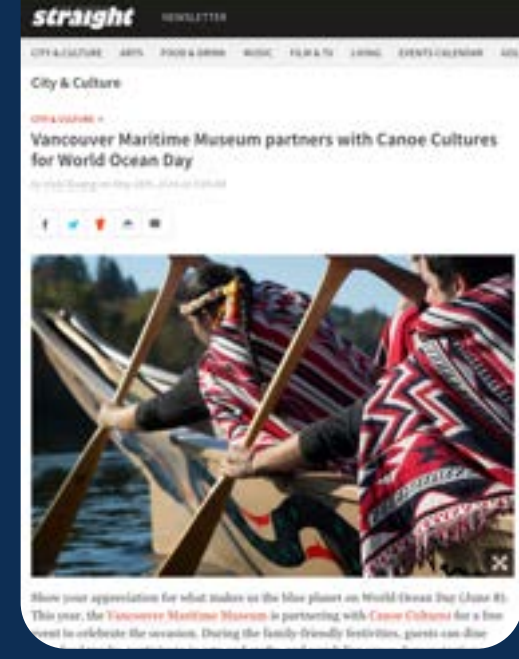 straight
NEWSLETTER
CITY & CULTURE ARTS FOOD & DRINK MUSIC FILM & TV LIVING EVENTS CALENDAR
City & Culture
CITY & CULTURE
Vancouver Maritime Museum partners with Canoe Cultures
for World Ocean Day
Show your appreciation for what makes us the blue planet on World Ocean Day (June 8).
This year, the Vancouver Maritime Museum is partnering with Canoe Cultures for a free
event to celebrate the occasion. During the family-friendly festivities, guests can dine